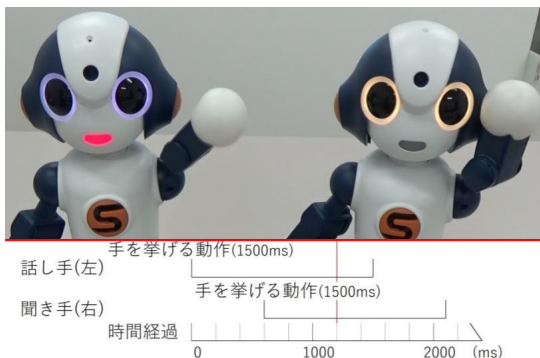 手を挙げる動作(1500ms)
話し手(左)
手を挙げる動作(1500ms)
聞き手(右)
時間経過
0 1000 2000 (ms)